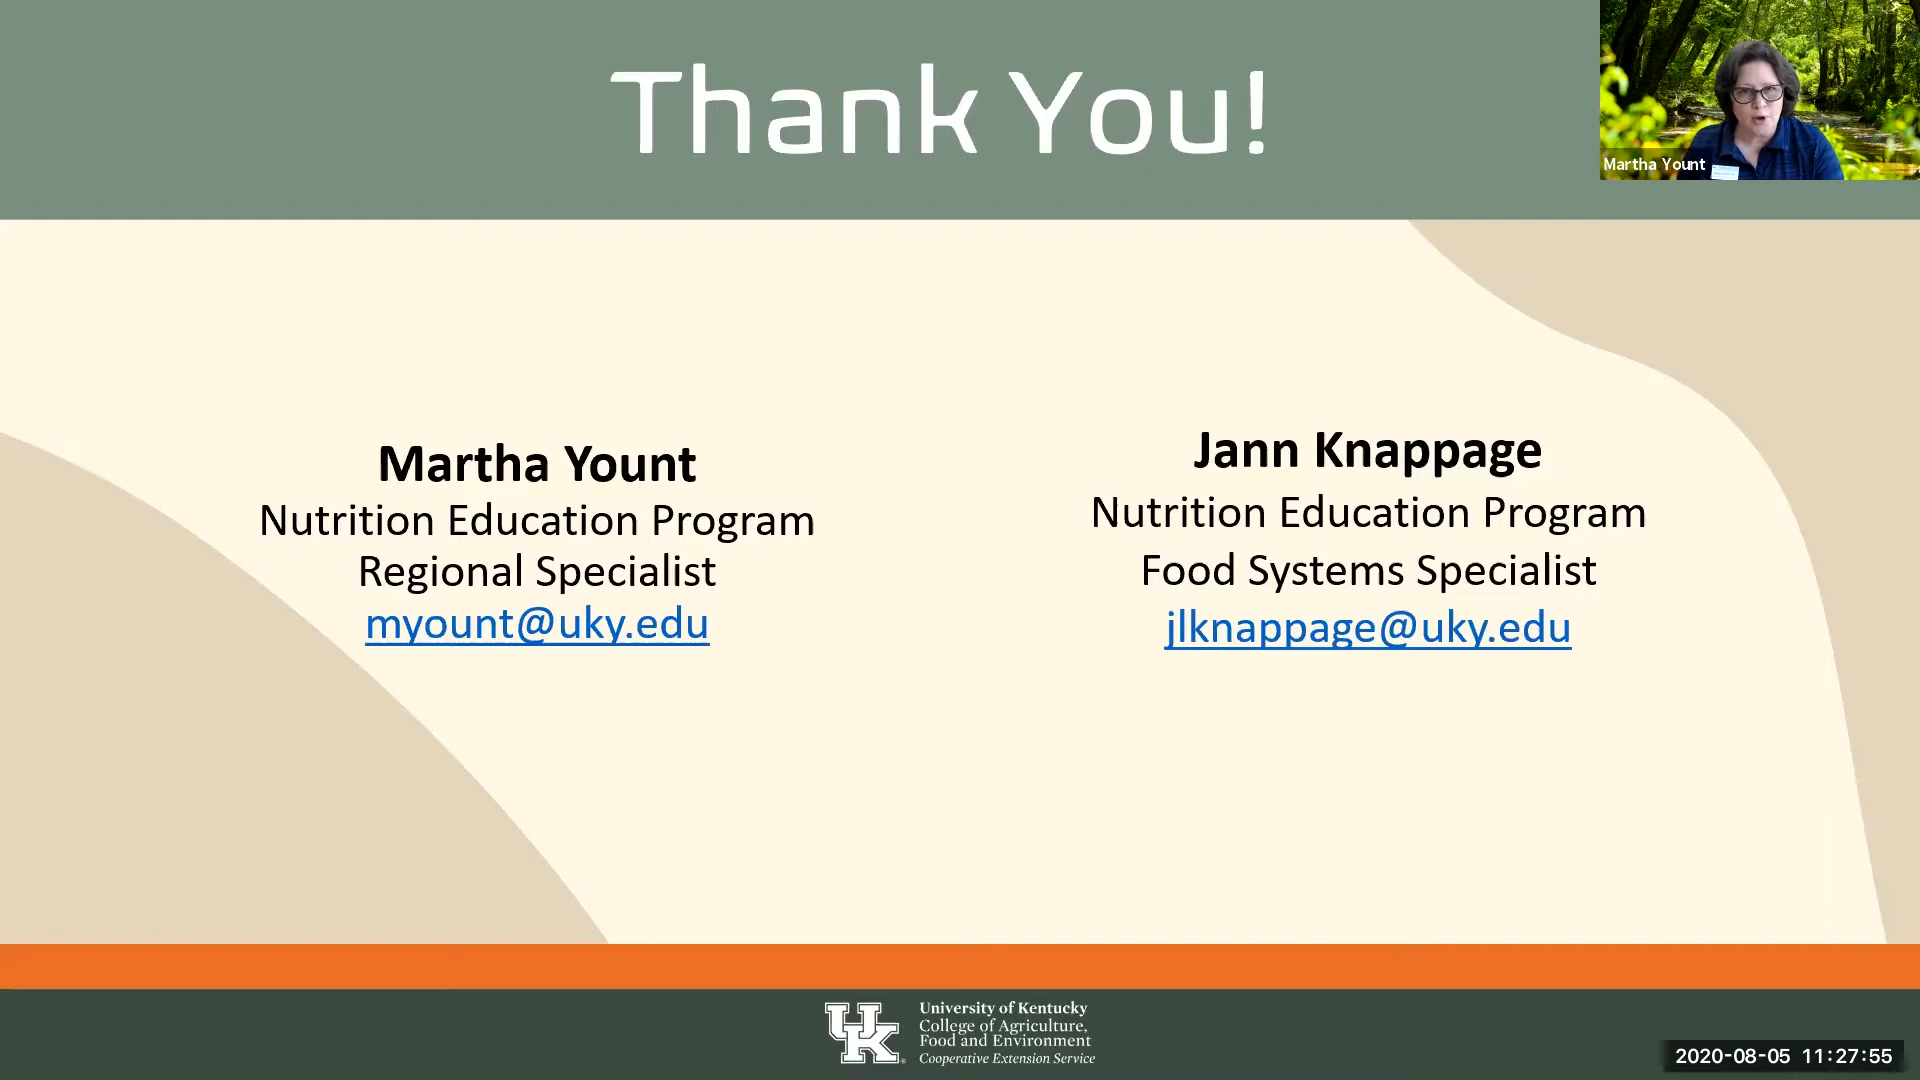 Thank You!
Martha Yount
Martha Yount
Nutrition Education Program
Regional Specialist
myount@uky.edu
Jann Knappage
Nutrition Education Program
Food Systems Specialist
jlknappage@uky.edu
UK
University of Kentucky
College of Agriculture,
Food and Environment
Cooperative Extension Service
2020-08-05 11:27:55